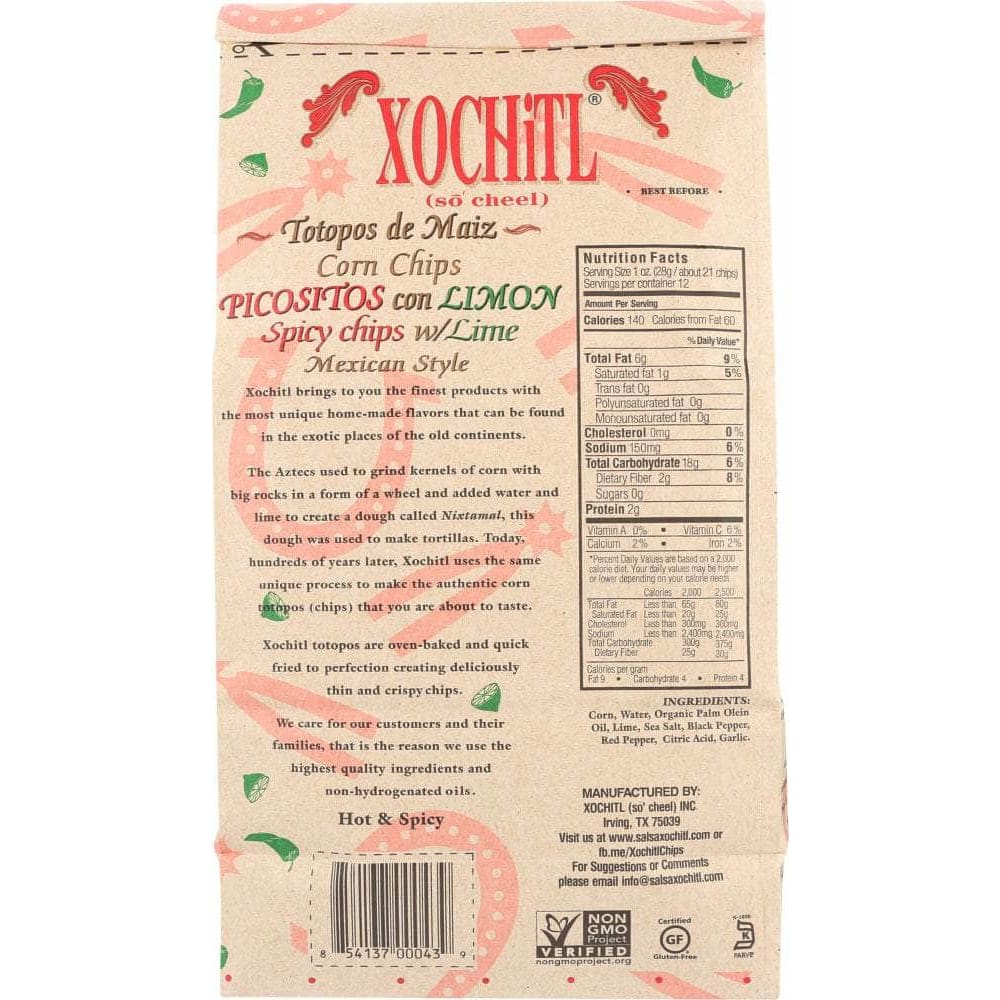 XOCHiTL®
(sō' cheel)
BEST BEFORE
Totopos de Maiz
Corn Chips
PICOSITOS con LIMON
Spicy chips w/Lime
Mexican Style
Xochitl brings to you the finest products with
the most unique home-made flavors that can be found
in the exotic places of the old continents.
The Aztecs used to grind kernels of corn with
big rocks in a form of a wheel and added water and
lime to create a dough called Nixtamal, this
dough was used to make tortillas. Today,
hundreds of years later, Xochitl uses the same
unique process to make the authentic corn
totopos (chips) that you are about to taste.
Xochitl totopos are oven-baked and quick
fried to perfection creating deliciously
thin and crispy chips.
We care for our customers and their
families, that is the reason we use the
highest quality ingredients and
non-hydrogenated oils.
Hot & Spicy
8 54137 00043 9
Nutrition Facts
Serving Size 1 oz. (28g / about 21 chips)
Servings per container 12
Amount Per Serving
Calories 140 Calories from Fat 60
% Daily Value*
Total Fat 6g 9%
Saturated fat 1g 5%
Trans fat 0g
Polyunsaturated fat 0g
Monounsaturated fat 0g
Cholesterol 0mg 0%
Sodium 150mg 6%
Total Carbohydrate 18g 6%
Dietary Fiber 2g 8%
Sugars 0g
Protein 2g
Vitamin A 0% • Vitamin C 6%
Calcium 2% • Iron 2%
*Percent Daily Values are based on a 2,000
calorie diet. Your daily values may be higher
or lower depending on your calorie needs
Calories 2,000 2,500
Total Fat Less than 65g 80g
Saturated Fat Less than 20g 25g
Cholesterol Less than 300mg 300mg
Sodium Less than 2,400mg 2,400mg
Total Carbohydrate 300g 375g
Dietary Fiber 25g 30g
Calories per gram
Fat 9 • Carbohydrate 4 • Protein 4
INGREDIENTS:
Corn, Water, Organic Palm Olein
Oil, Lime, Sea Salt, Black Pepper,
Red Pepper, Citric Acid, Garlic.
MANUFACTURED BY:
XOCHITL (so' cheel) INC
Irving, TX 75039
Visit us at www.salsaxochitl.com or
fb.me/XochitlChips
For Suggestions or Comments
please email info@salsaxochitl.com
NON
GMO
Project
VERIFIED
nongmoproject.org
Certified
GF
Gluten-Free
K
PARVE